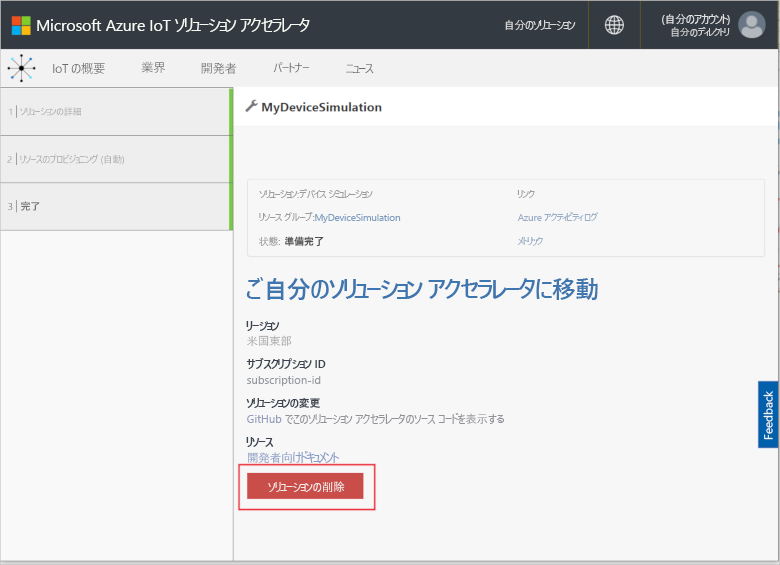 Microsoft Azure IoT ソリューション アクセラレータ
自分のソリューション
(自分のアカウント)
自分のディレクトリ
IoT の概要 業界 開発者 パートナー ニュース
1 ソリューションの詳細
2 リソースのプロビジョニング (自動)
3 完了
MyDeviceSimulation
ソリューション:デバイス シミュレーション リンク
リソース グループ:MyDeviceSimulation Azure アクティビティ ログ
状態: 準備完了 メトリック
ご自分のソリューション アクセラレータに移動
リージョン
米国東部
サブスクリプション ID
subscription-id
ソリューションの変更
GitHub でこのソリューション アクセラレータのソース コードを表示する
リソース
開発者向けドキュメント
ソリューションの削除
Feedback